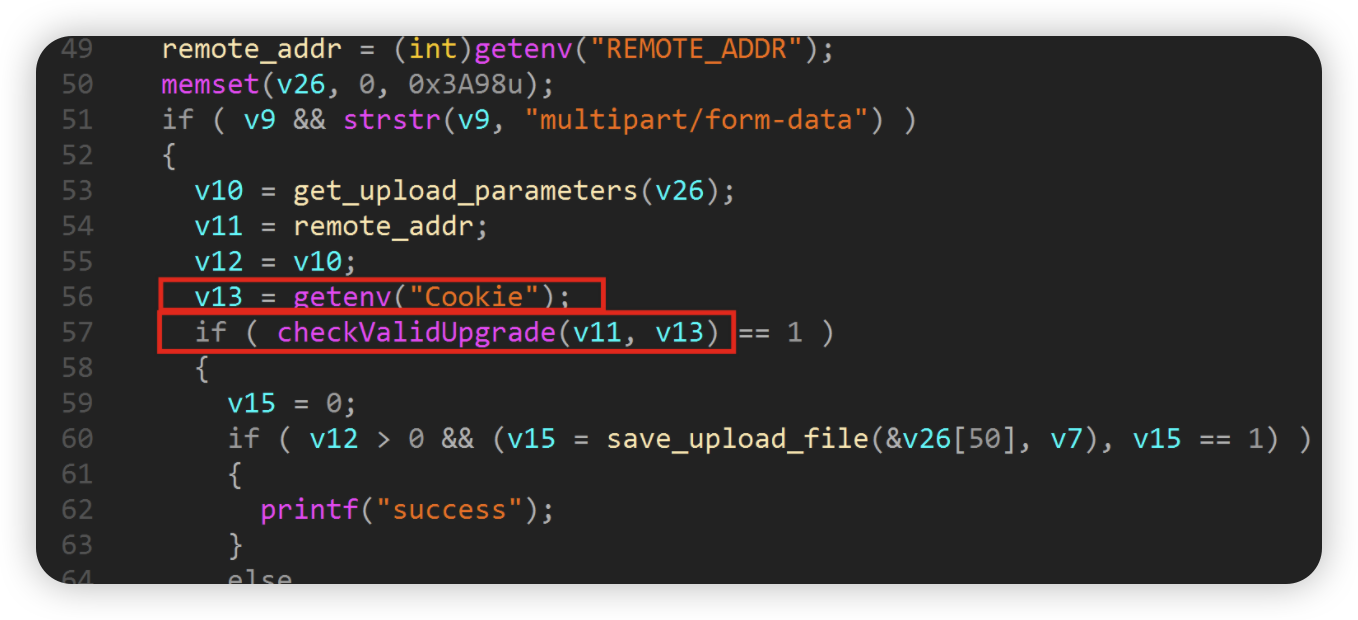 49 remote_addr = (int)getenv("REMOTE_ADDR");
50 memset(v26, 0, 0x3A98u);
51 if ( v9 && strstr(v9, "multipart/form-data") )
52 {
53 v10 = get_upload_parameters(v26);
54 v11 = remote_addr;
55 v12 = v10;
56 v13 = getenv("Cookie");
57 if ( checkValidUpgrade(v11, v13) == 1 )
58 {
59 v15 = 0;
60 if ( v12 > 0 && (v15 = save_upload_file(&v26[50], v7), v15 == 1) )
61 {
62 printf("success");
63 }
64 else